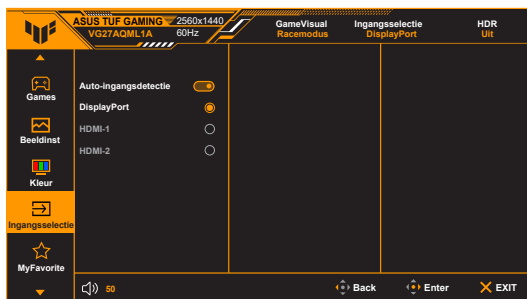 ASUS TUF GAMING
VG27AQML1A
2560x1440
60Hz
GameVisual
Racemodus
Ingangsselectie
DisplayPort
HDR
Uit
Games
Beeldinst
Kleur
Ingangsselectie
MyFavorite
Auto-ingangsdetectie
DisplayPort
HDMI-1
HDMI-2
50
Back
Enter
EXIT